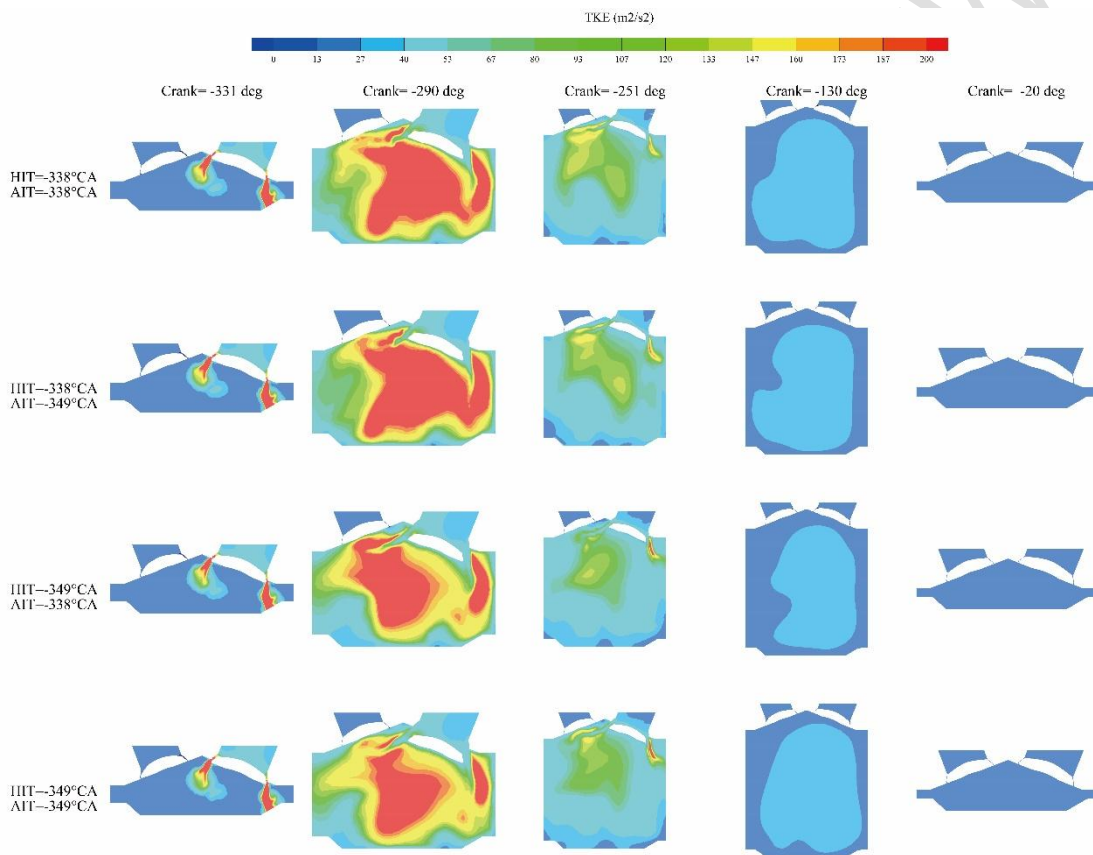 TKE (m2/s2)
0 13 27 40 53 67 80 93 107 120 133 147 160 173 187 200
Crank= -331 deg Crank= -290 deg Crank= -251 deg Crank= -130 deg Crank= -20 deg
HIT=-338°CA
AIT=-338°CA
HIT=-338°CA
AIT=-349°CA
HIT=-349°CA
AIT=-338°CA
HIT=-349°CA
AIT=-349°CA